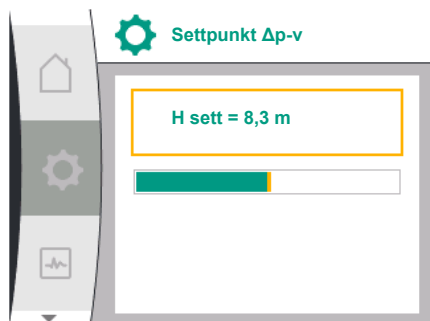 Settpunkt Δp-v
H sett = 8,3 m